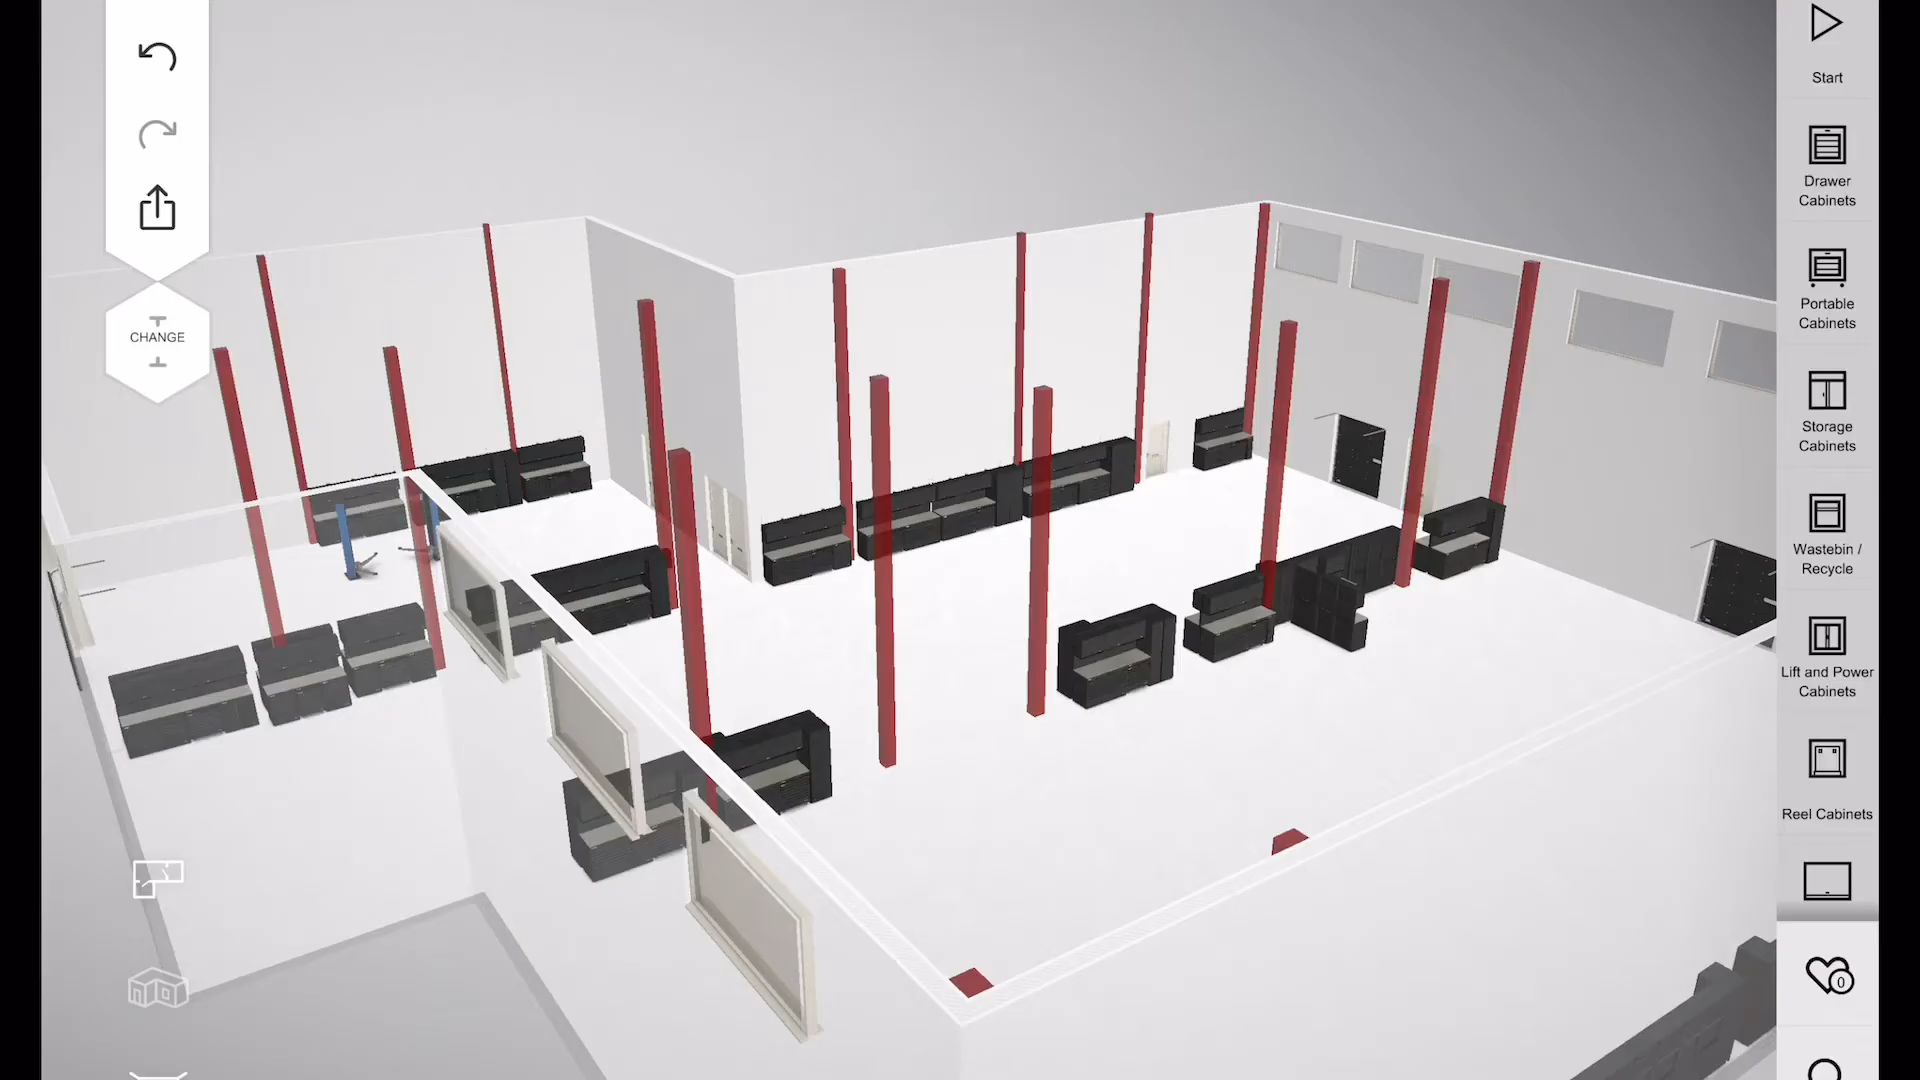 CHANGE
Start
Drawer
Cabinets
Portable
Cabinets
Storage
Cabinets
Wastebin /
Recycle
Lift and Power
Cabinets
Reel Cabinets
0